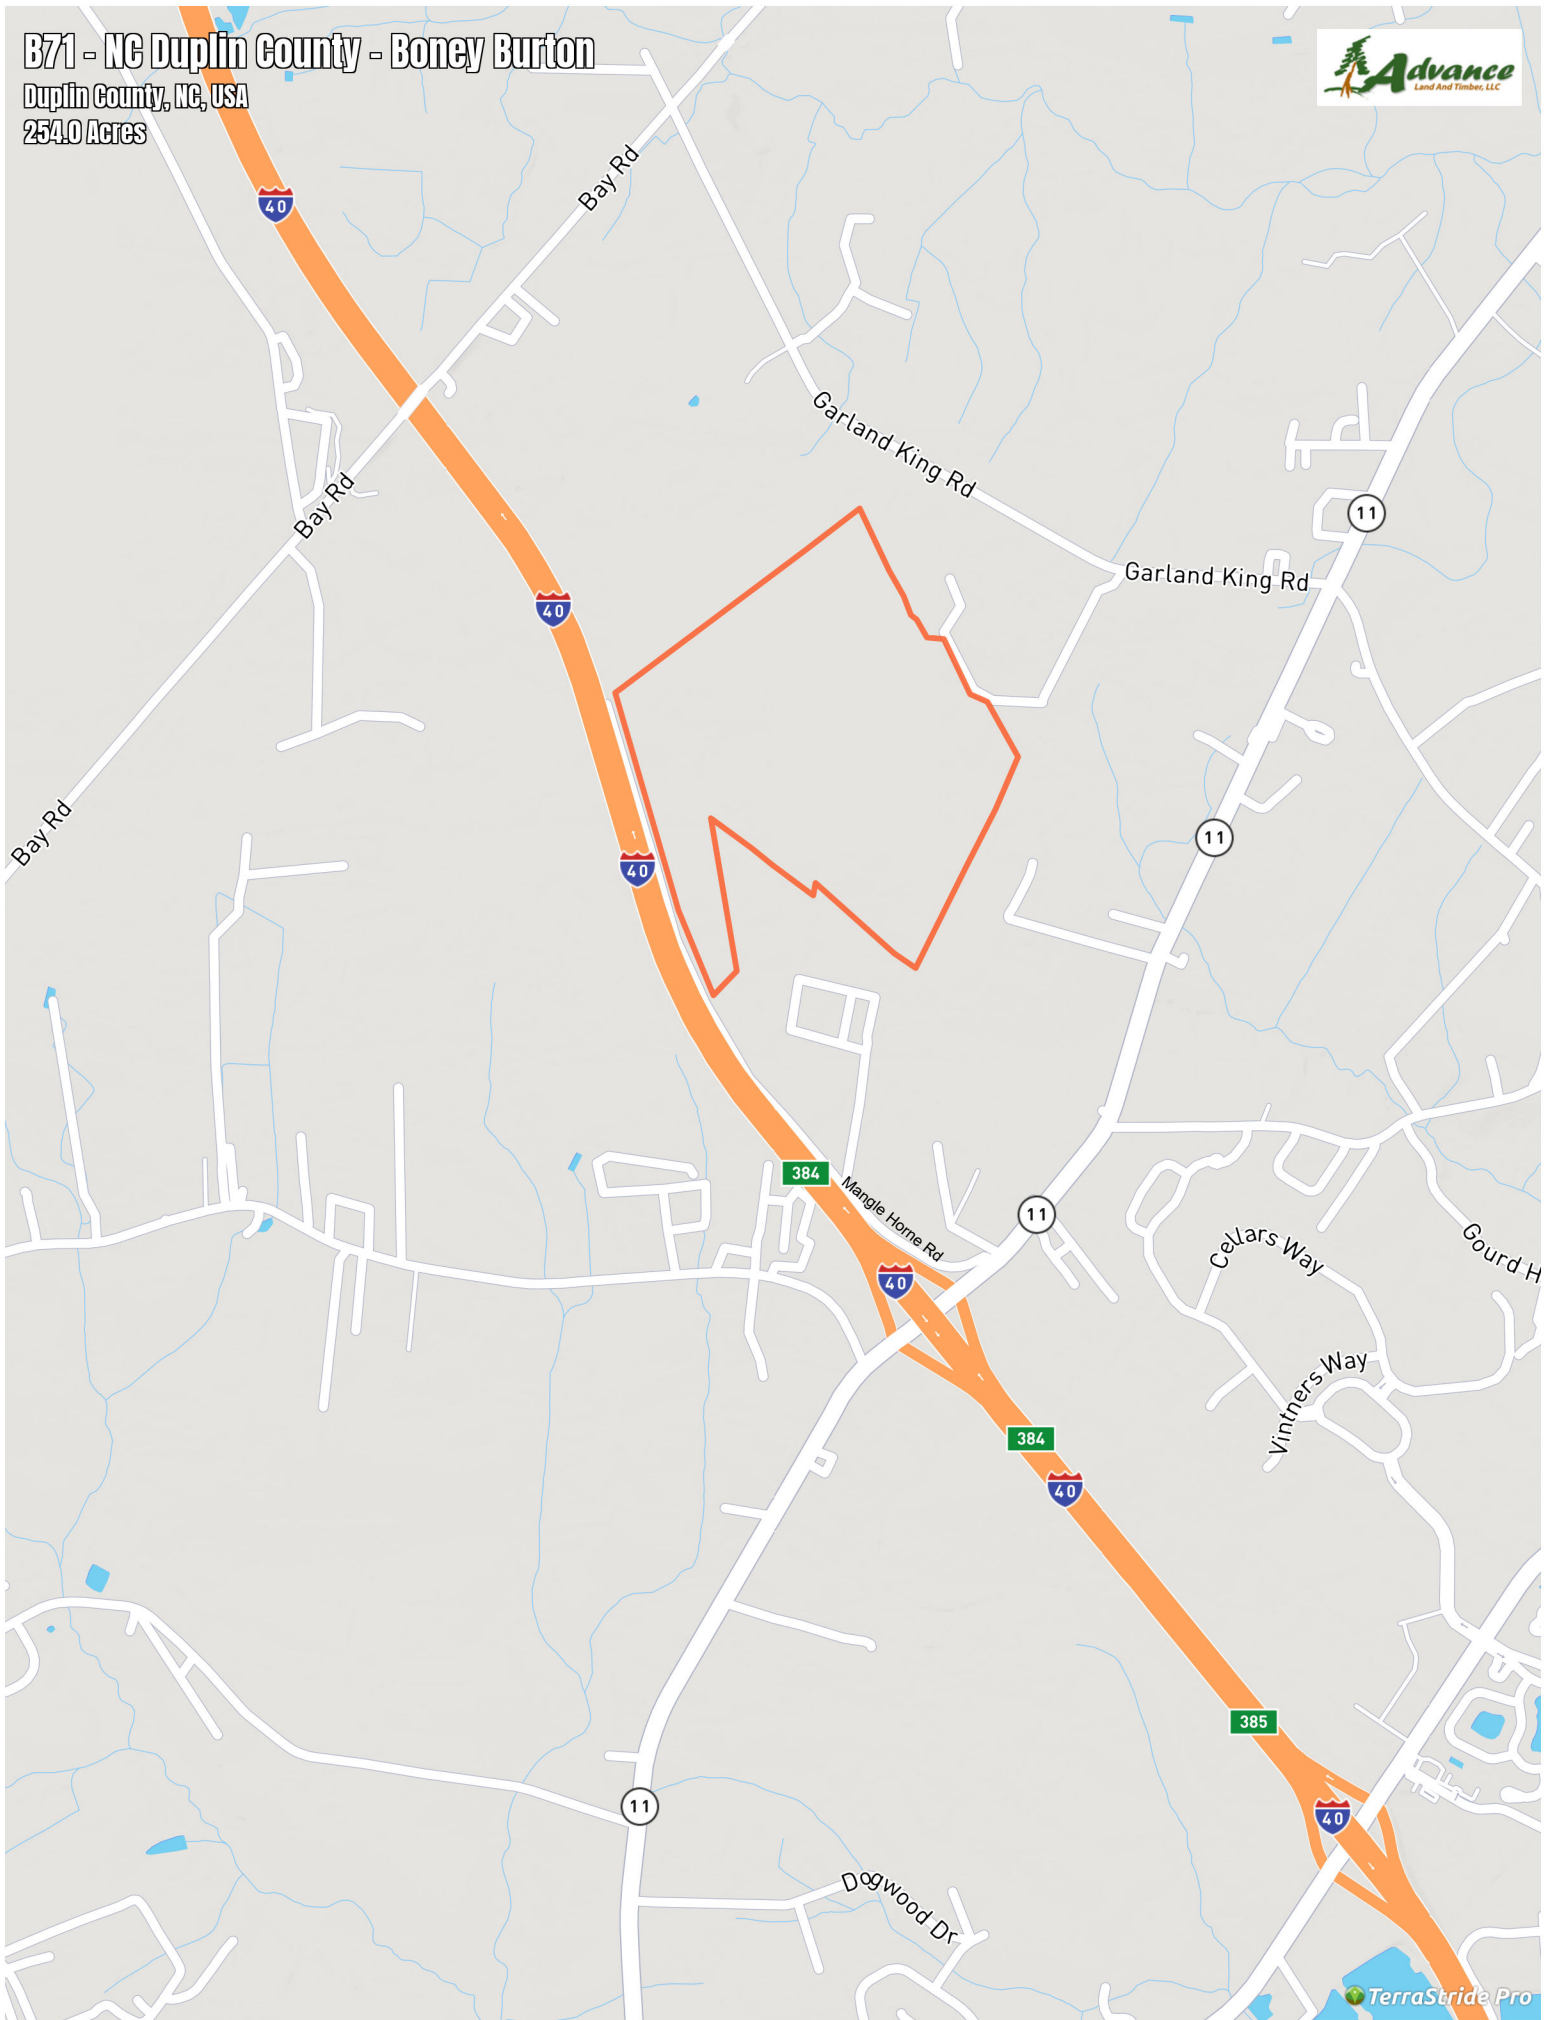 B71 - NC Duplin County - Boney Burton
Duplin County, NC, USA
254.0 Acres
Advance
Land And Timber, LLC
Bay Rd
40
Garland King Rd
Bay Rd
11
Garland King Rd
40
Bay Rd
11
40
384
Mangle Horne Rd
11
Cellars Way
Gourd H
40
Vintners Way
384
40
385
11
40
Dogwood Dr
TerraStride Pro